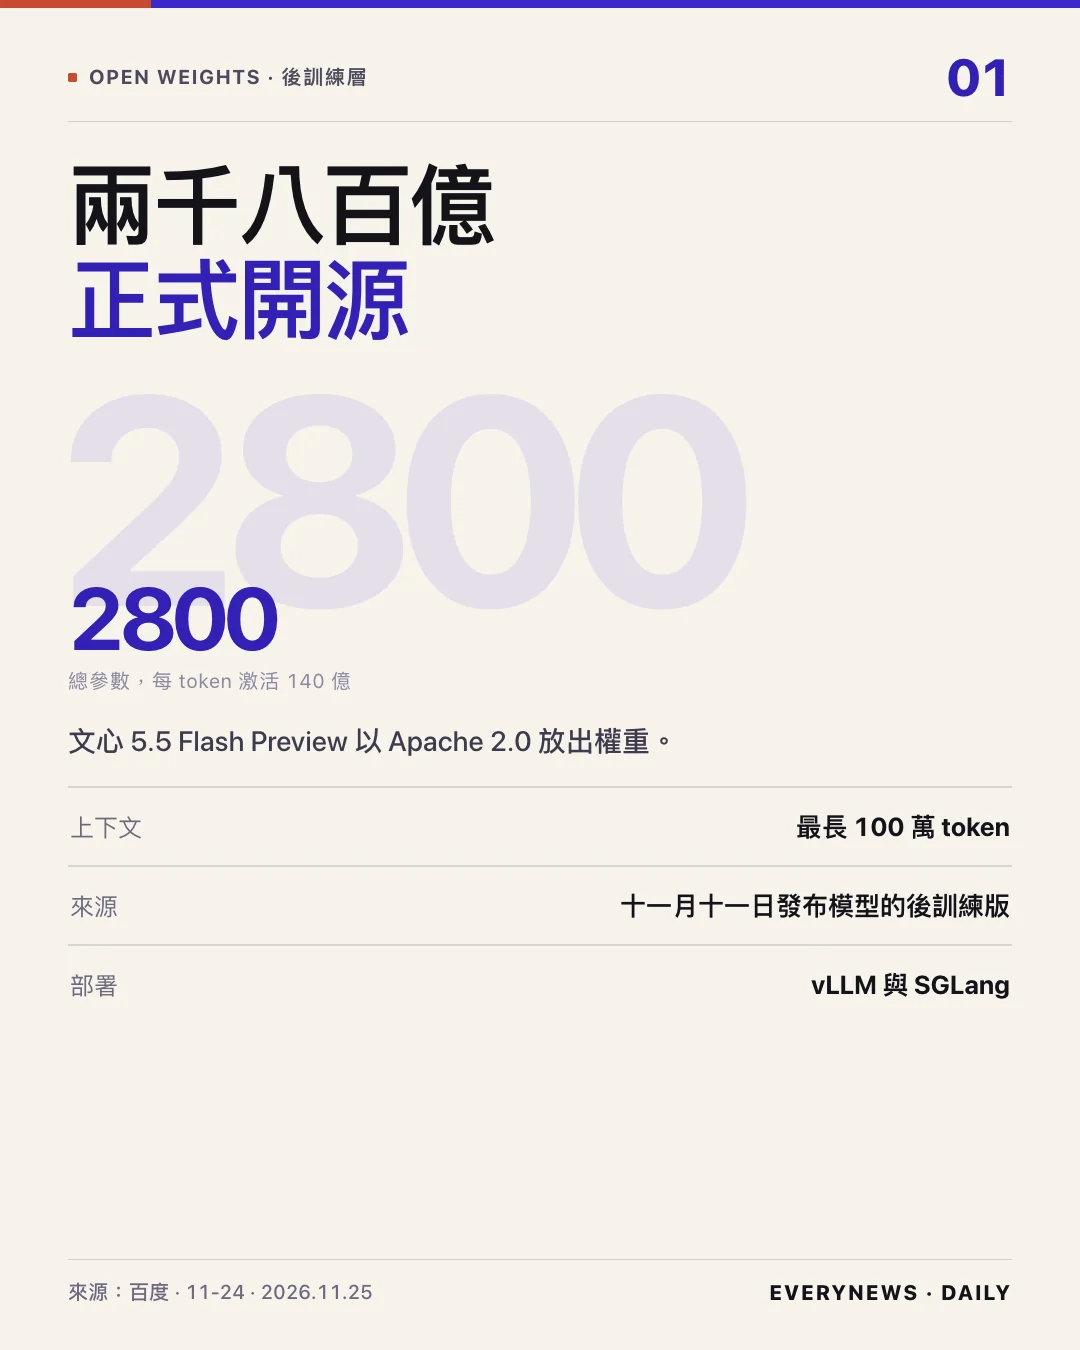 OPEN WEIGHTS · 後訓練層
01
兩千八百億
正式開源
2800
2800
總參數，每 token 激活 140 億
文心 5.5 Flash Preview 以 Apache 2.0 放出權重。
上下文
最長 100 萬 token
來源
十一月十一日發布模型的後訓練版
部署
vLLM 與 SGLang
來源：百度 · 11-24 · 2026.11.25
EVERYNEWS · DAILY